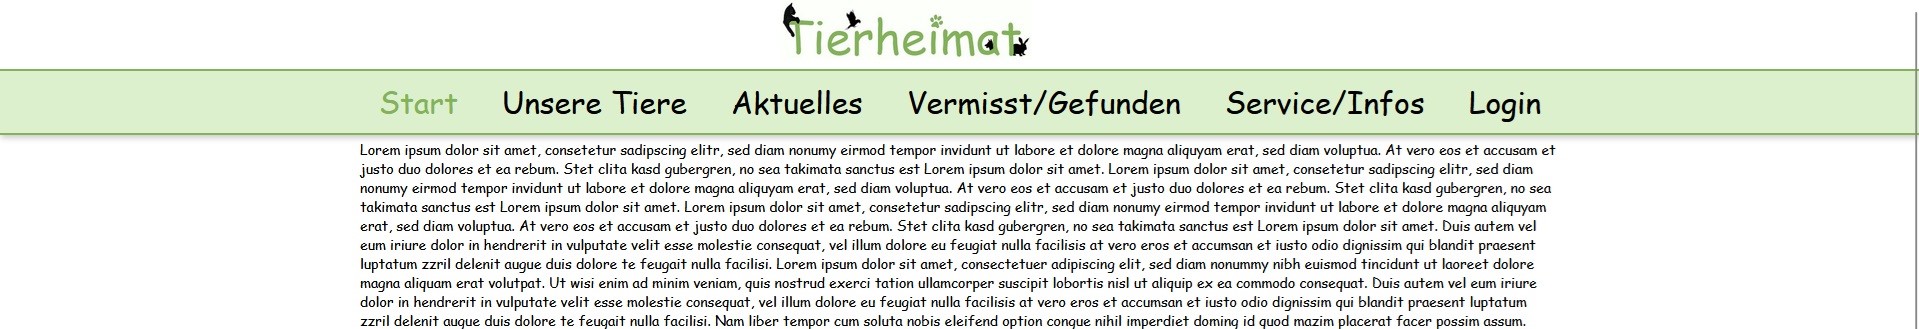 Tierheimat
Start Unsere Tiere Aktuelles Vermisst/Gefunden Service/Infos Login
Lorem ipsum dolor sit amet, consetetur sadipscing elitr, sed diam nonumy eirmod tempor invidunt ut labore et dolore magna aliquyam erat, sed diam voluptua. At vero eos et accusam et
justo duo dolores et ea rebum. Stet clita kasd gubergren, no sea takimata sanctus est Lorem ipsum dolor sit amet. Lorem ipsum dolor sit amet, consetetur sadipscing elitr, sed diam
nonumy eirmod tempor invidunt ut labore et dolore magna aliquyam erat, sed diam voluptua. At vero eos et accusam et justo duo dolores et ea rebum. Stet clita kasd gubergren, no sea
takimata sanctus est Lorem ipsum dolor sit amet. Lorem ipsum dolor sit amet, consetetur sadipscing elitr, sed diam nonumy eirmod tempor invidunt ut labore et dolore magna aliquyam
erat, sed diam voluptua. At vero eos et accusam et justo duo dolores et ea rebum. Stet clita kasd gubergren, no sea takimata sanctus est Lorem ipsum dolor sit amet. Duis autem vel
eum iriure dolor in hendrerit in vulputate velit esse molestie consequat, vel illum dolore eu feugiat nulla facilisis at vero eros et accumsan et iusto odio dignissim qui blandit praesent
luptatum zzril delenit augue duis dolore te feugait nulla facilisi. Lorem ipsum dolor sit amet, consectetuer adipiscing elit, sed diam nonummy nibh euismod tincidunt ut laoreet dolore
magna aliquam erat volutpat. Ut wisi enim ad minim veniam, quis nostrud exerci tation ullamcorper suscipit lobortis nisl ut aliquip ex ea commodo consequat. Duis autem vel eum iriure
dolor in hendrerit in vulputate velit esse molestie consequat, vel illum dolore eu feugiat nulla facilisis at vero eros et accumsan et iusto odio dignissim qui blandit praesent luptatum
zzril delenit augue duis dolore te feugait nulla facilisi. Nam liber tempor cum soluta nobis eleifend option congue nihil imperdiet doming id quod mazim placerat facer possim assum.